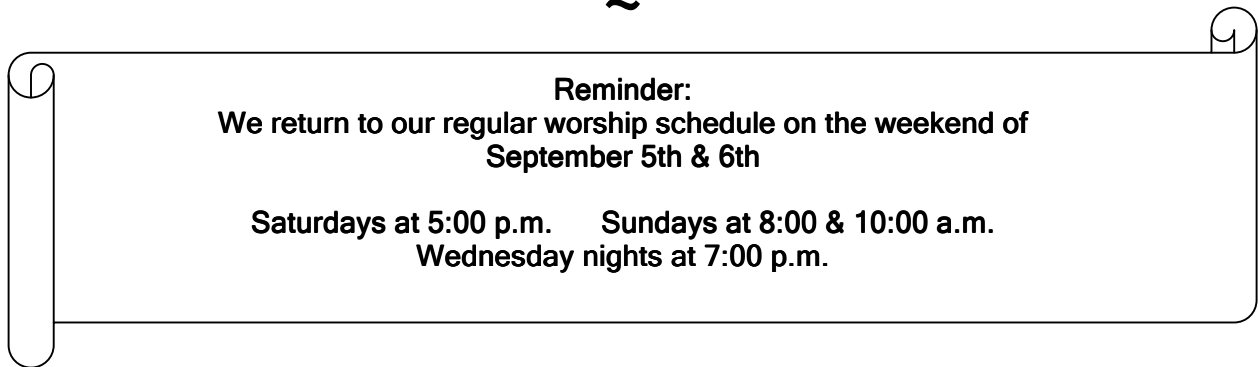 Reminder:
We return to our regular worship schedule on the weekend of
September 5th & 6th
Saturdays at 5:00 p.m. Sundays at 8:00 & 10:00 a.m.
Wednesday nights at 7:00 p.m.